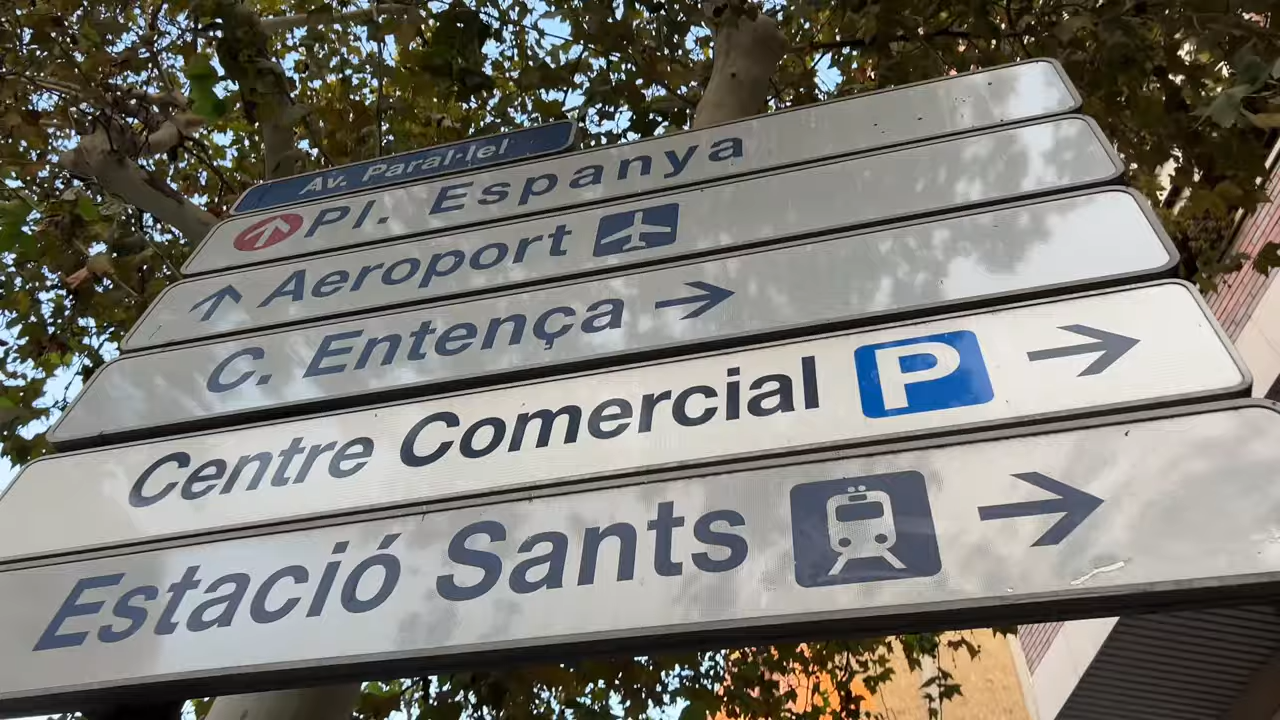 Av. Paral·lel
Pl. Espanya
Aeroport
C. Entença
Centre Comercial P
Estació Sants